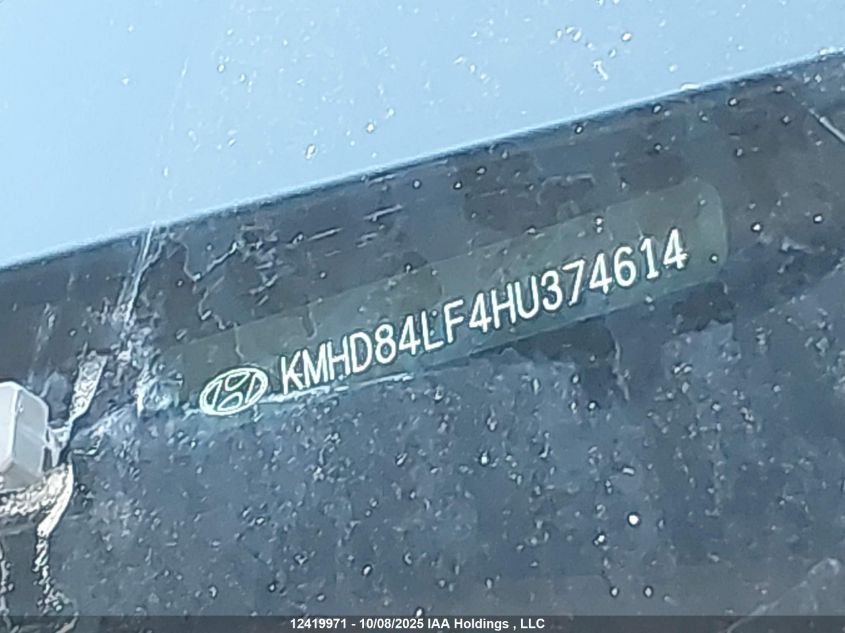 KMHD84LF4HU374614
12419971 - 10/08/2025 IAA Holdings , LLC